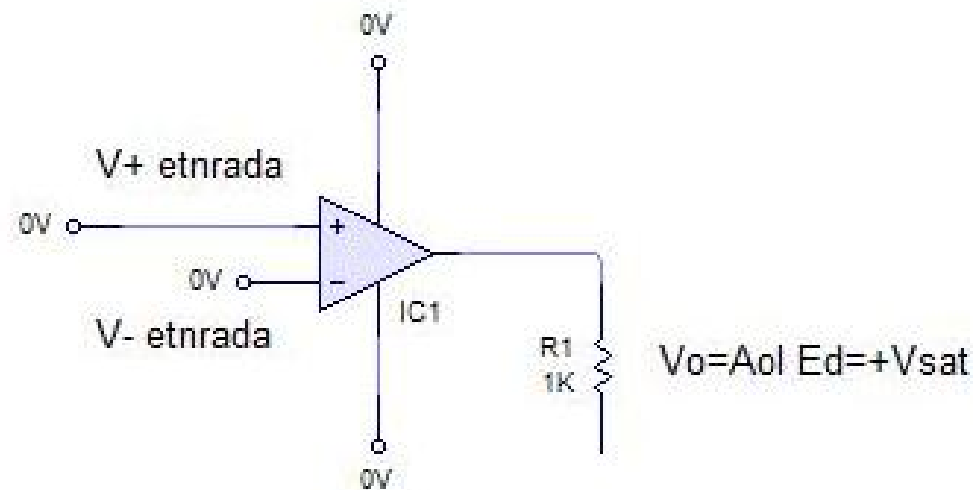 0V
V+ etnrada
0V
+
0V
-
IC1
V- etnrada
R1
1K
Vo=Aol Ed=+Vsat
0V